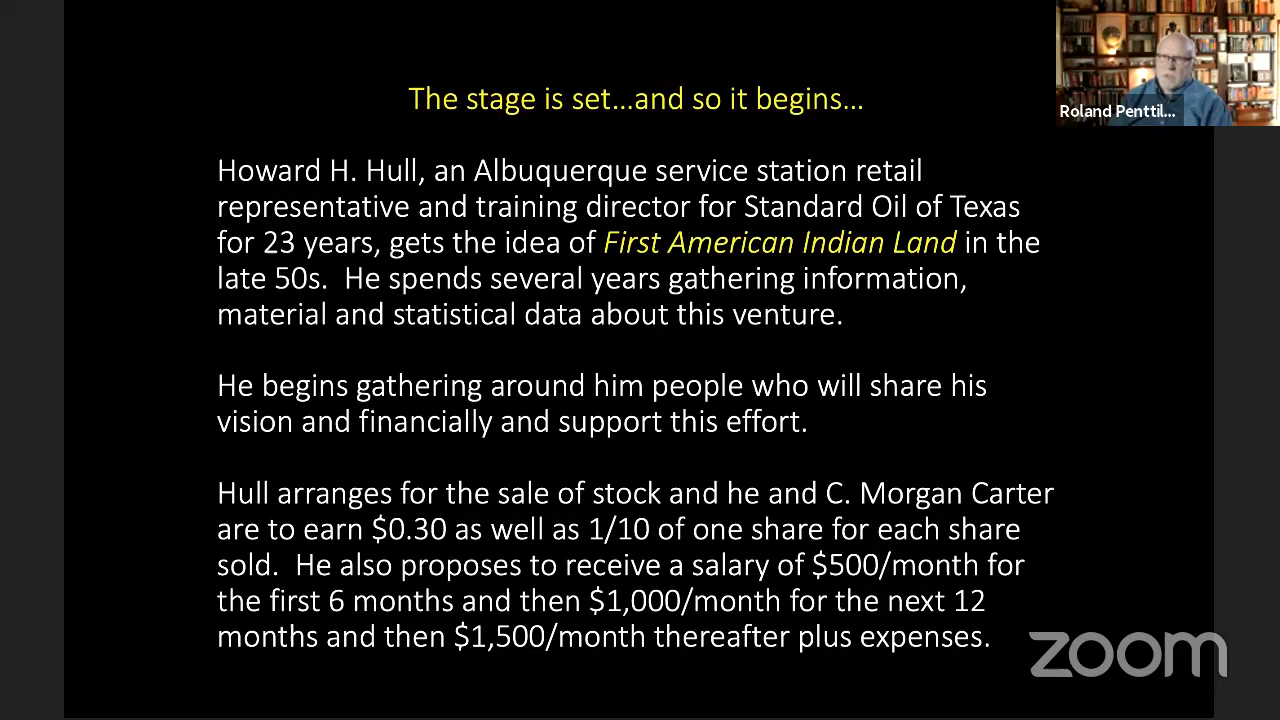 Roland Penttil...
The stage is set...and so it begins...
Howard H. Hull, an Albuquerque service station retail
representative and training director for Standard Oil of Texas
for 23 years, gets the idea of First American Indian Land in the
late 50s.  He spends several years gathering information,
material and statistical data about this venture.
He begins gathering around him people who will share his
vision and financially and support this effort.
Hull arranges for the sale of stock and he and C. Morgan Carter
are to earn $0.30 as well as 1/10 of one share for each share
sold.  He also proposes to receive a salary of $500/month for
the first 6 months and then $1,000/month for the next 12
months and then $1,500/month thereafter plus expenses.
zoom